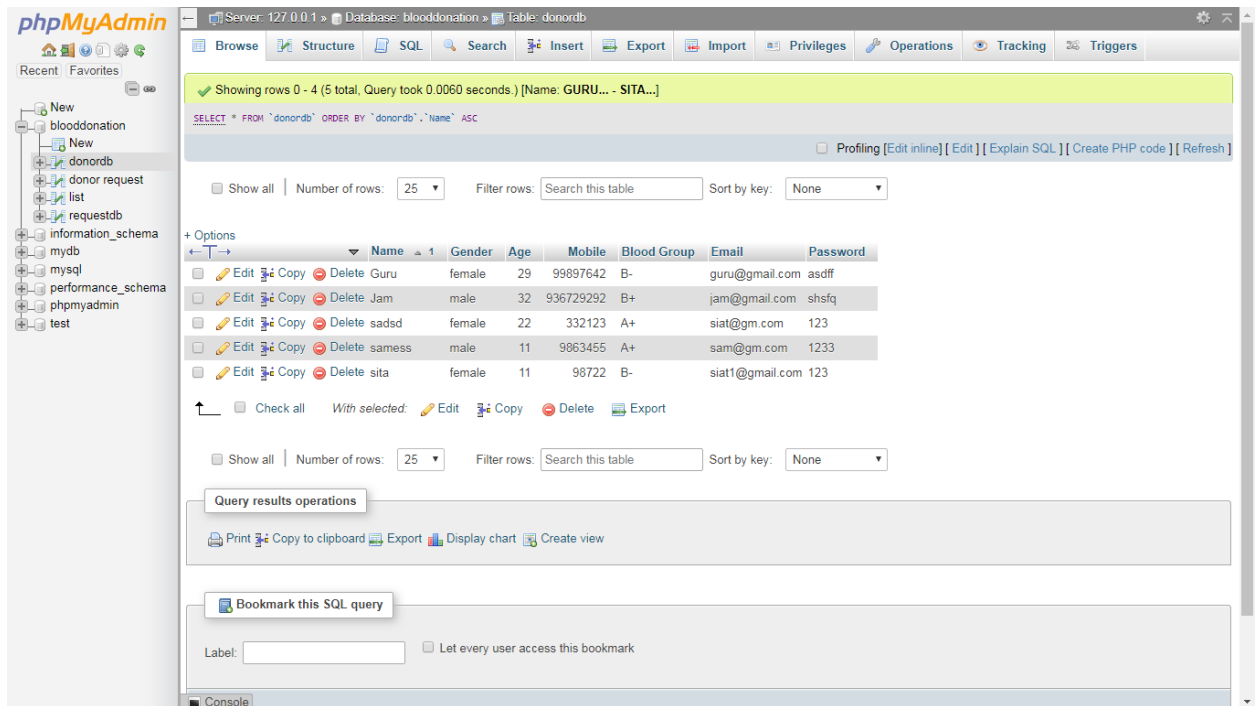 phpMyAdmin
Recent Favorites
New
blooddonation
New
donordb
donor request
list
requestdb
information_schema
mydb
mysql
performance_schema
phpmyadmin
test
Server: 127.0.0.1 » Database: blooddonation » Table: donordb
Browse Structure SQL Search Insert Export Import Privileges Operations Tracking Triggers
Showing rows 0 - 4 (5 total, Query took 0.0060 seconds.) [Name: GURU... - SITA...]
SELECT * FROM `donordb` ORDER BY `donordb`.`Name` ASC
Profiling [Edit inline] [ Edit ] [ Explain SQL ] [ Create PHP code ] [ Refresh ]
Show all Number of rows: 25 Filter rows: Search this table Sort by key: None
+ Options
←T→ Name 1 Gender Age Mobile Blood Group Email Password
Edit Copy Delete Guru female 29 99897642 B- guru@gmail.com asdff
Edit Copy Delete Jam male 32 936729292 B+ jam@gmail.com shsfq
Edit Copy Delete sadsd female 22 332123 A+ siat@gm.com 123
Edit Copy Delete samess male 11 9863455 A+ sam@gm.com 1233
Edit Copy Delete sita female 11 98722 B- siat1@gmail.com 123
Check all With selected: Edit Copy Delete Export
Show all Number of rows: 25 Filter rows: Search this table Sort by key: None
Query results operations
Print Copy to clipboard Export Display chart Create view
Bookmark this SQL query
Label: Let every user access this bookmark
Console